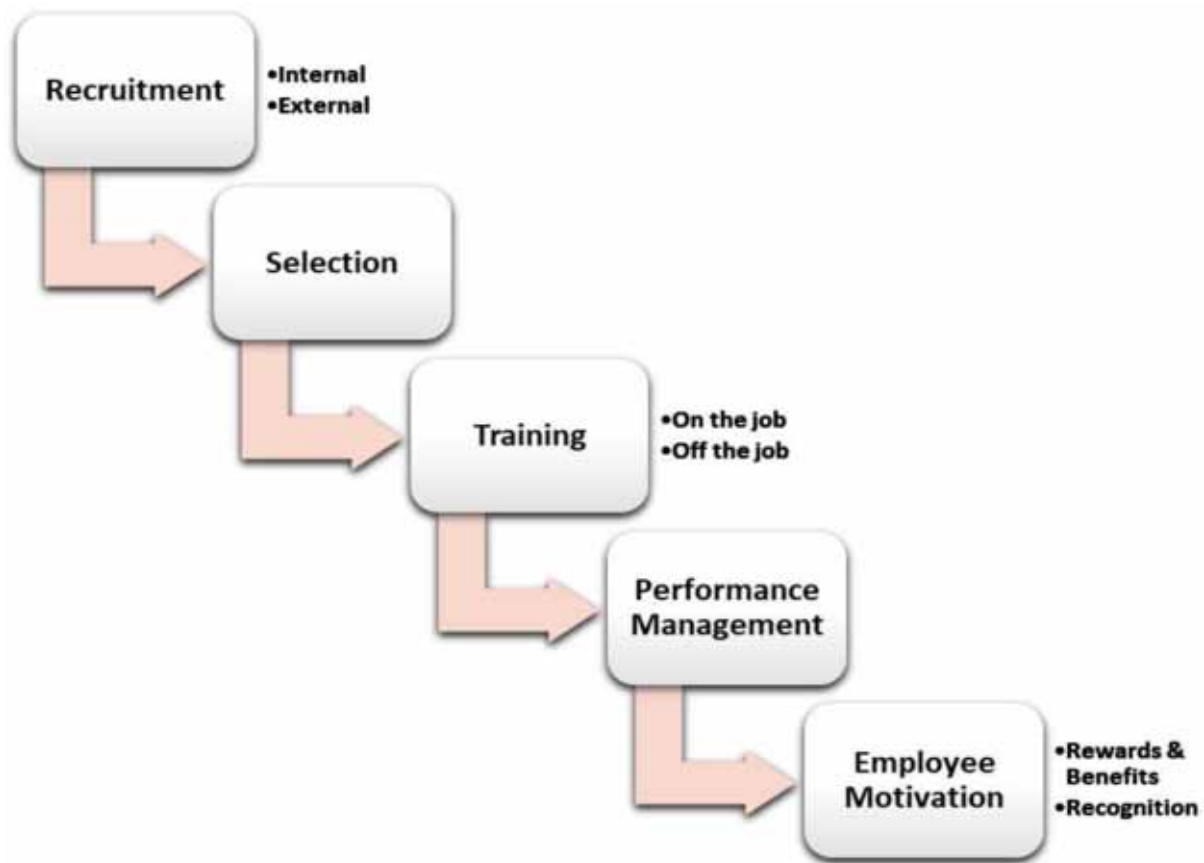 Recruitment
•Internal
•External
Selection
Training
•On the job
•Off the job
Performance
Management
Employee
Motivation
•Rewards &
Benefits
•Recognition